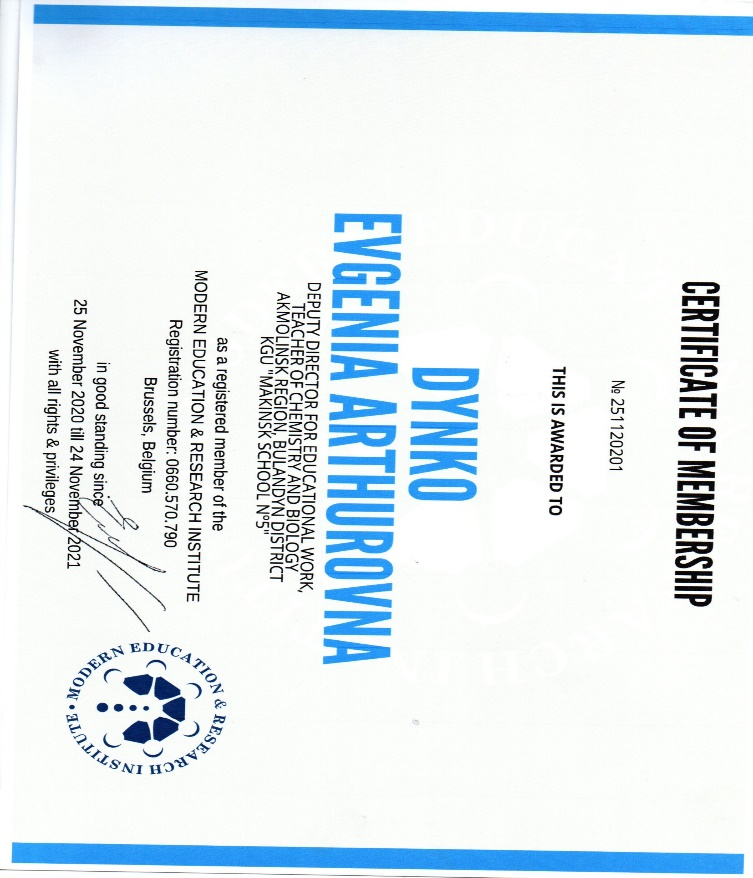 CERTIFICATE OF MEMBERSHIP
№ 251120201
THIS IS AWARDED TO
DYNKO
EVGENIA ARTHUROVNA
DEPUTY DIRECTOR FOR EDUCATIONAL WORK,
TEACHER OF CHEMISTRY AND BIOLOGY
AKMOLINSK REGION, BULANDYN DISTRICT
KGU "MAKINSK SCHOOL №5"
as a registered member of the
MODERN EDUCATION & RESEARCH INSTITUTE
Registration number: 0660.570.790
Brussels, Belgium
in good standing since
25 November 2020 till 24 November 2021
with all rights & privileges
MODERN EDUCATION & RESEARCH INSTITUTE •